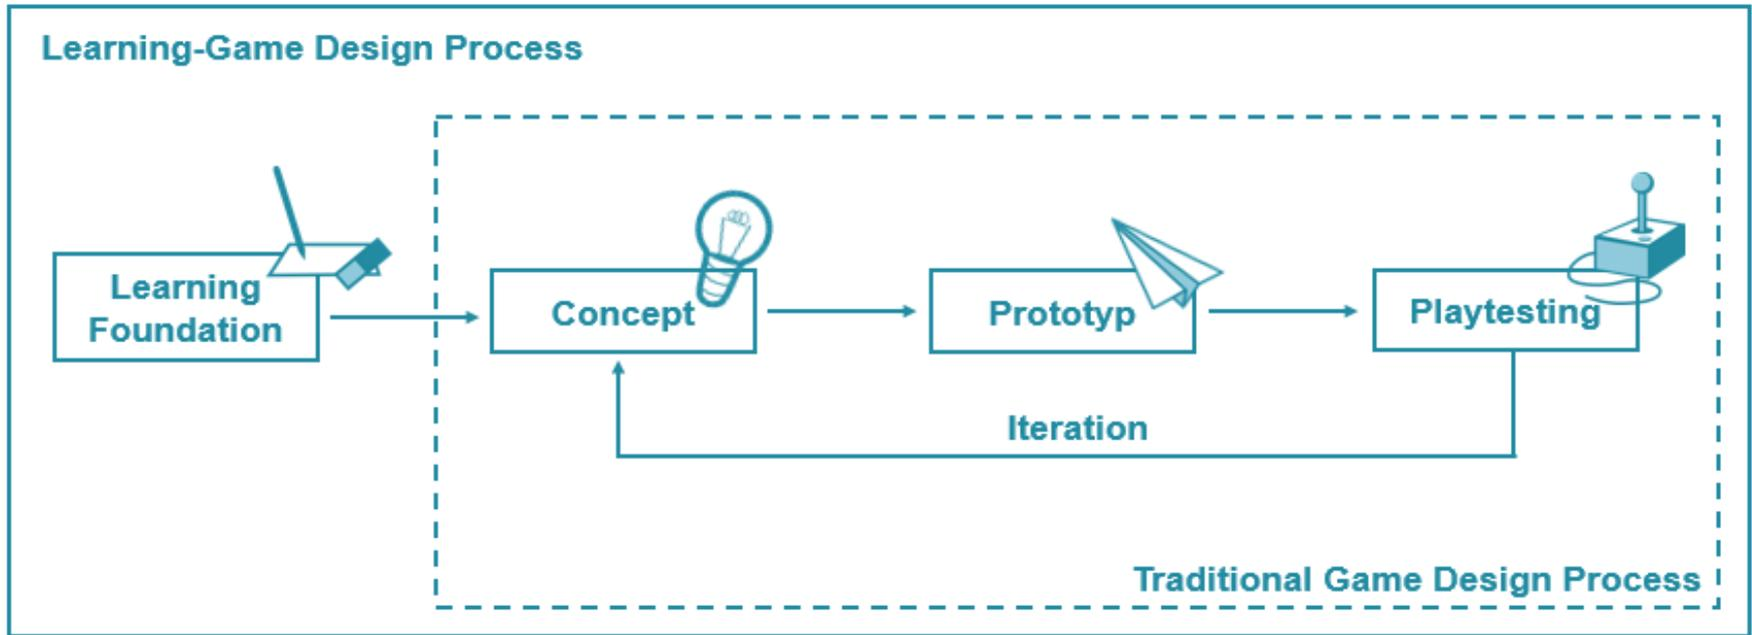 Learning-Game Design Process
Learning
Foundation
Concept
Prototyp
Playtesting
Iteration
Traditional Game Design Process